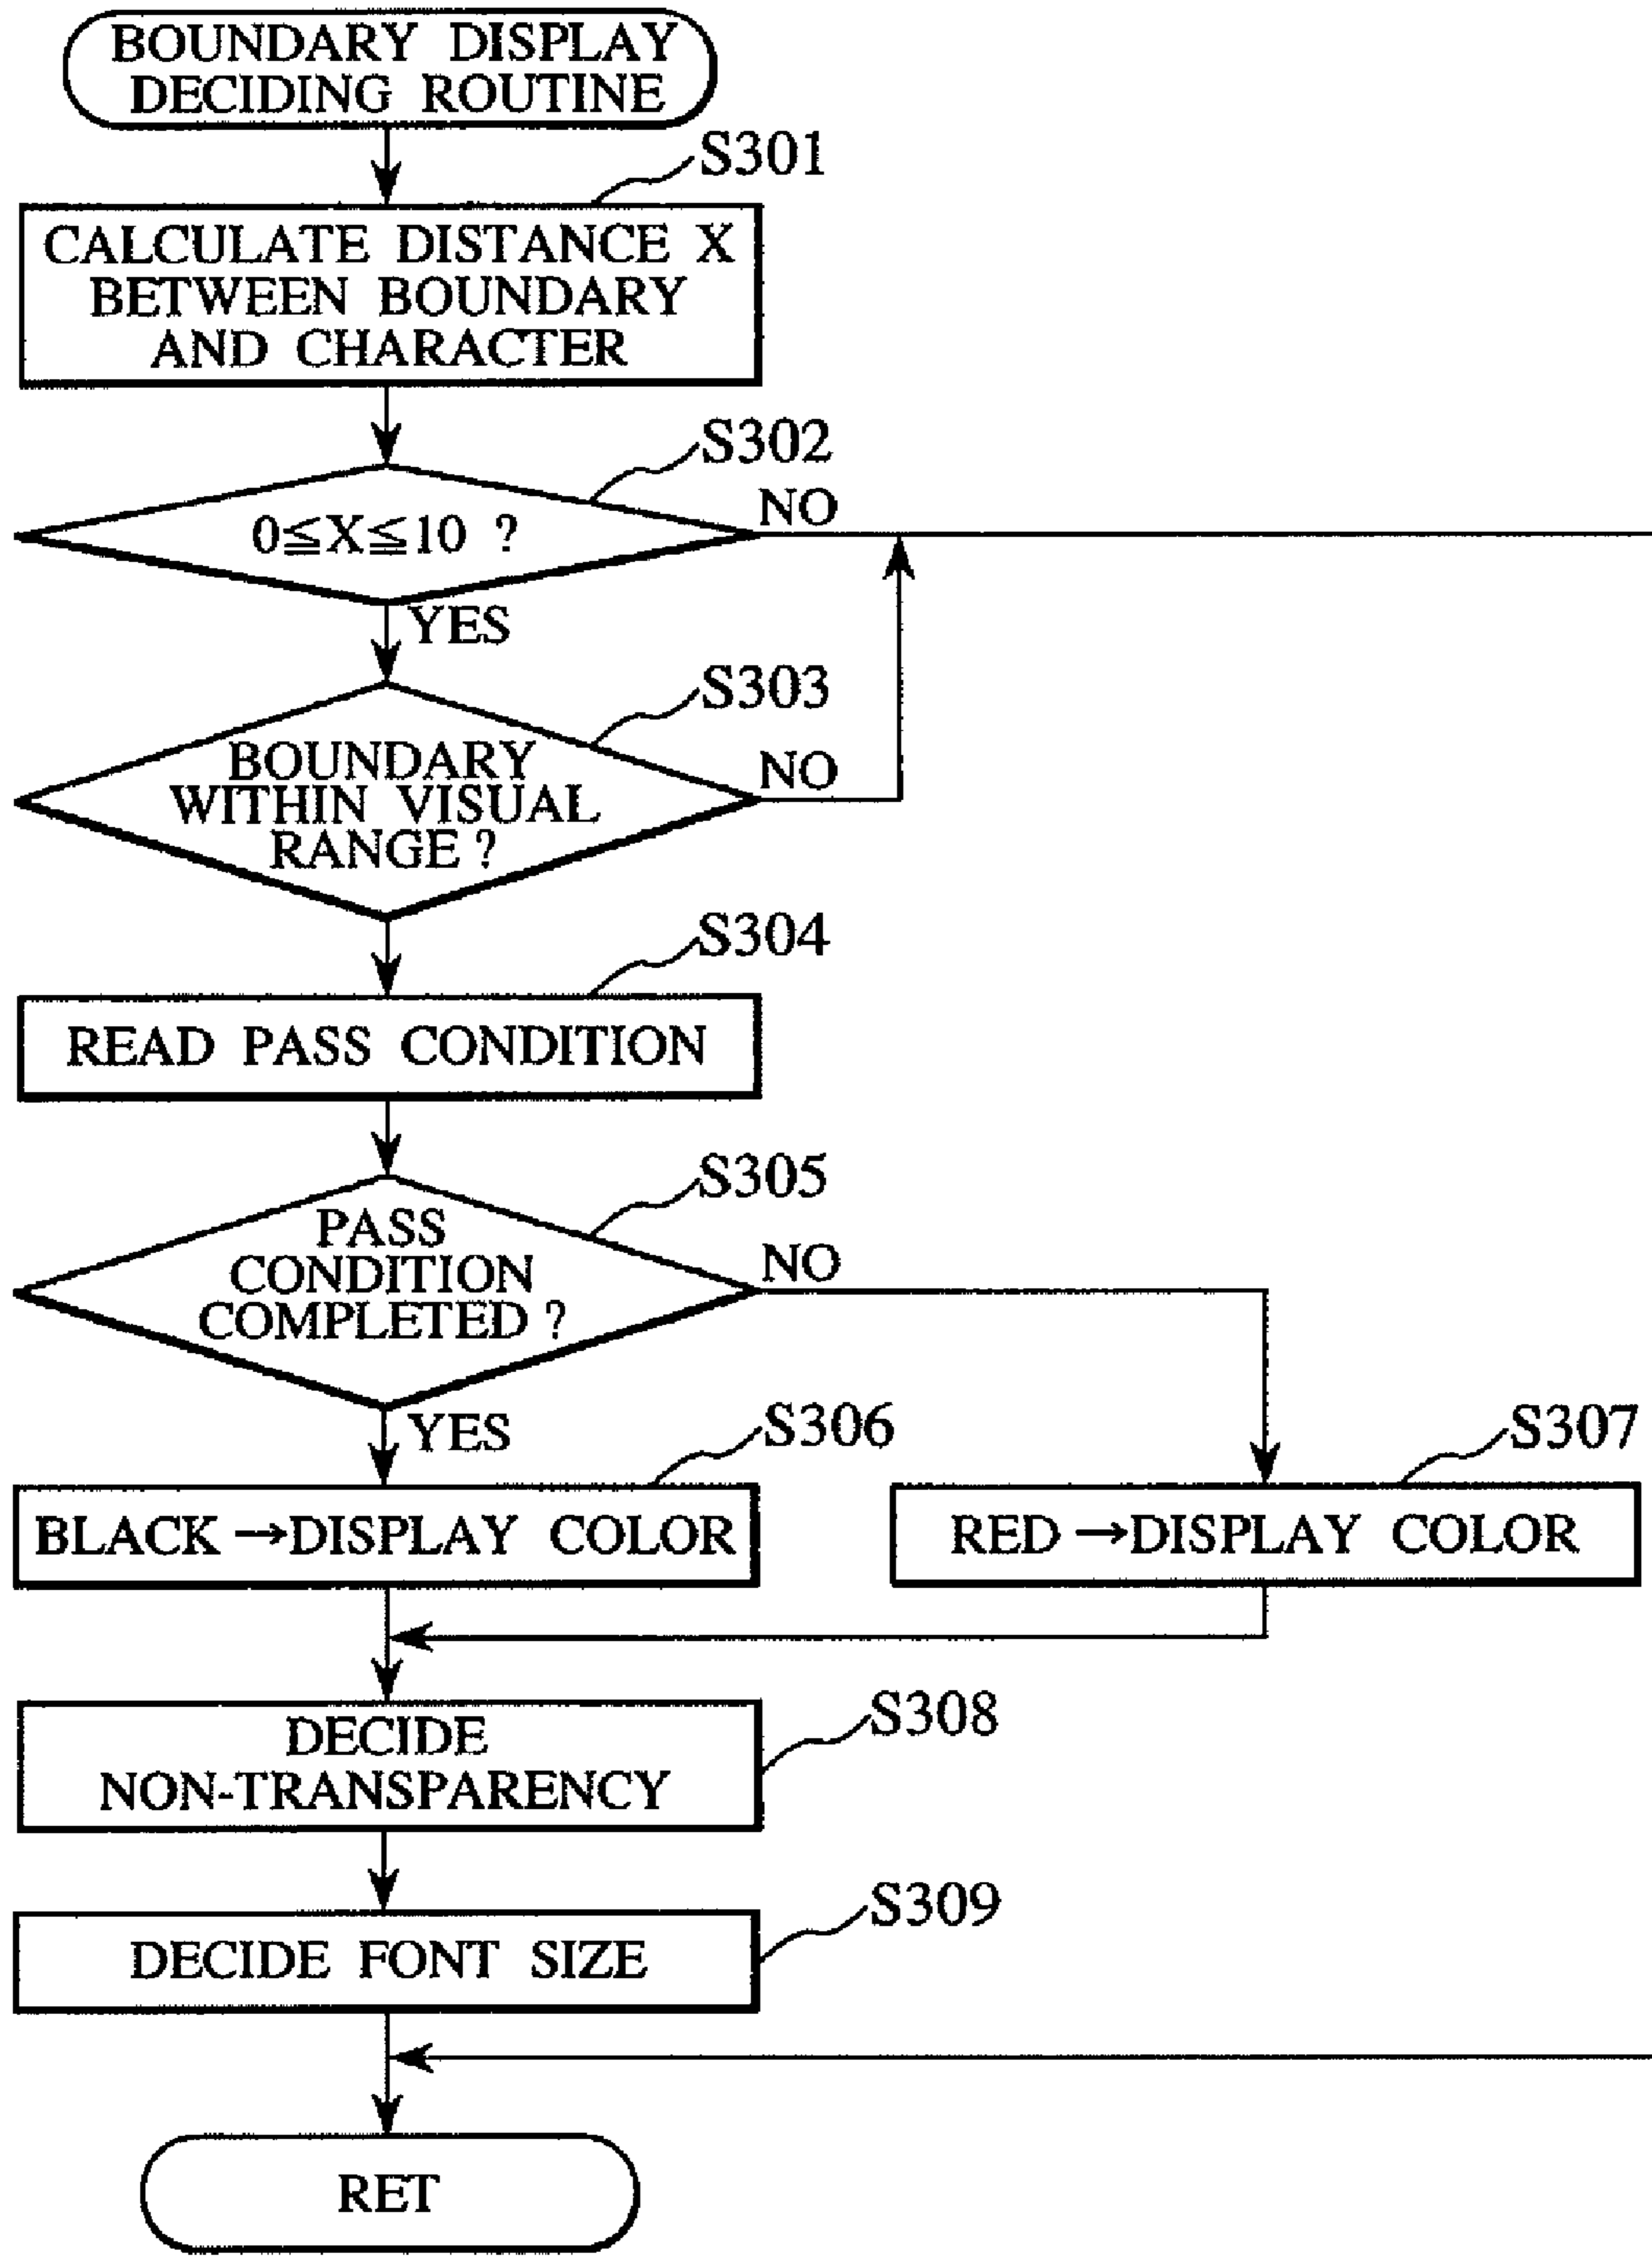 BOUNDARY DISPLAY
DECIDING ROUTINE
S301
CALCULATE DISTANCE X
BETWEEN BOUNDARY
AND CHARACTER
S302
0≦X≦10 ?
NO
YES
S303
BOUNDARY
WITHIN VISUAL
RANGE ?
NO
S304
READ PASS CONDITION
S305
PASS
CONDITION
COMPLETED ?
NO
YES
S306
BLACK →DISPLAY COLOR
S307
RED →DISPLAY COLOR
S308
DECIDE
NON-TRANSPARENCY
S309
DECIDE FONT SIZE
RET